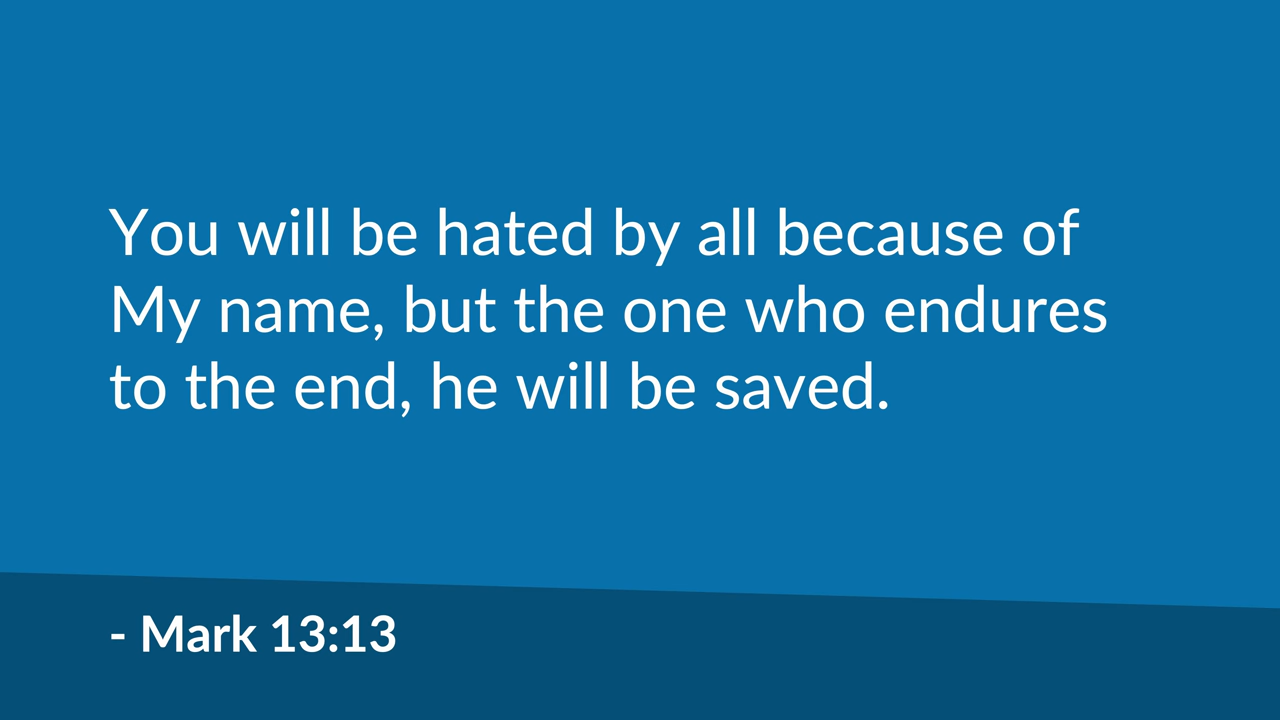 You will be hated by all because of
My name, but the one who endures
to the end, he will be saved.
- Mark 13:13